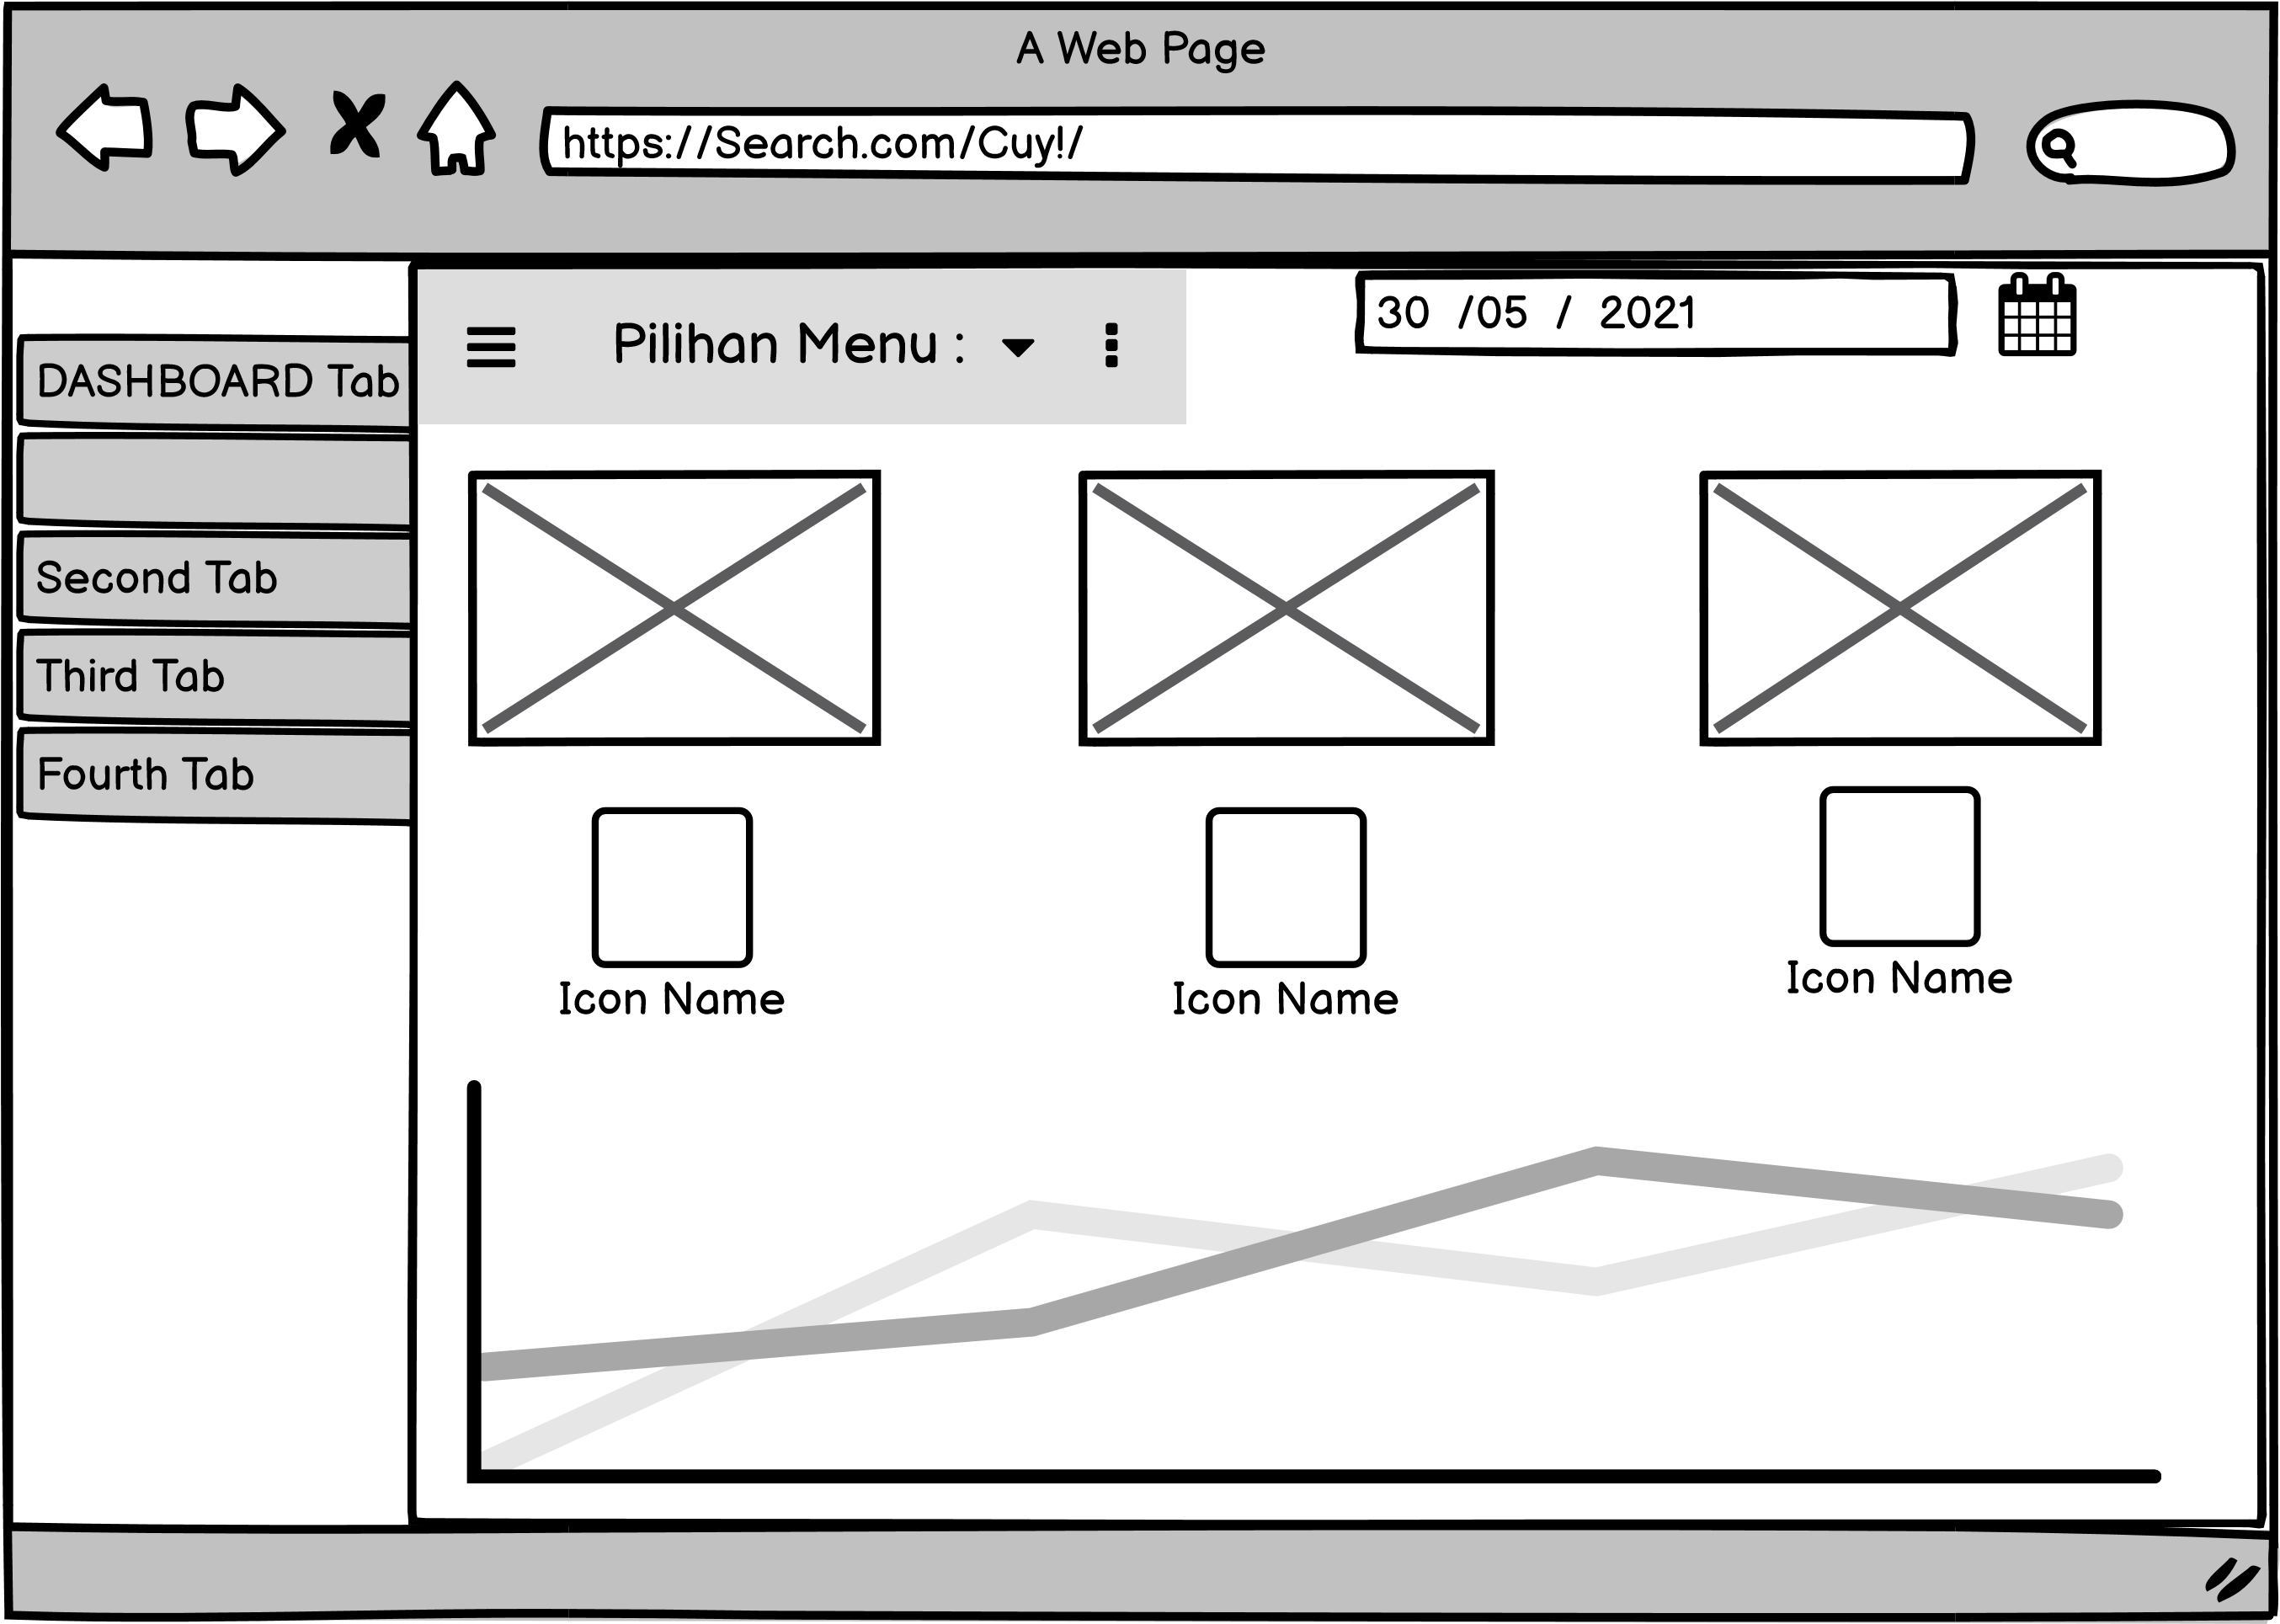 A Web Page
https://Search.com/Cuy!/
Pilihan Menu :
30 /05 / 2021
DASHBOARD Tab
Second Tab
Third Tab
Fourth Tab
Icon Name
Icon Name
Icon Name